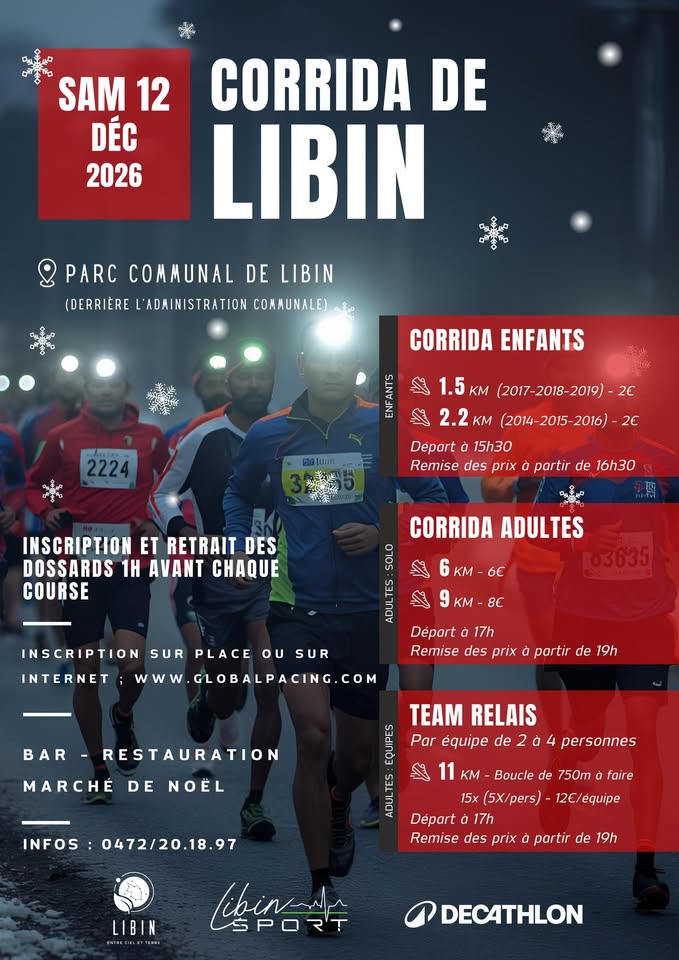 SAM 12
DÉC
2026
CORRIDA DE
LIBIN
PARC COMMUNAL DE LIBIN
(DERRIÈRE L'ADMINISTRATION COMMUNALE)
ENFANTS
CORRIDA ENFANTS
1.5 KM (2017-2018-2019) - 2€
2.2 KM (2014-2015-2016) - 2€
Départ à 15h30
Remise des prix à partir de 16h30
2224
INSCRIPTION ET RETRAIT DES
DOSSARDS 1H AVANT CHAQUE
COURSE
INSCRIPTION SUR PLACE OU SUR
INTERNET ; WWW.GLOBALPACING.COM
BAR - RESTAURATION
MARCHÉ DE NOËL
INFOS : 0472/20.18.97
ADULTES : SOLO
CORRIDA ADULTES
6 KM - 6€
9 KM - 8€
63635
Départ à 17h
Remise des prix à partir de 19h
ADULTES : ÉQUIPES
TEAM RELAIS
Par équipe de 2 à 4 personnes
11 KM - Boucle de 750m à faire
15x (5X/pers) - 12€/équipe
Départ à 17h
Remise des prix à partir de 19h
LIBIN
ENTRE CIEL ET TERRE
Libin
SPORT
DECATHLON